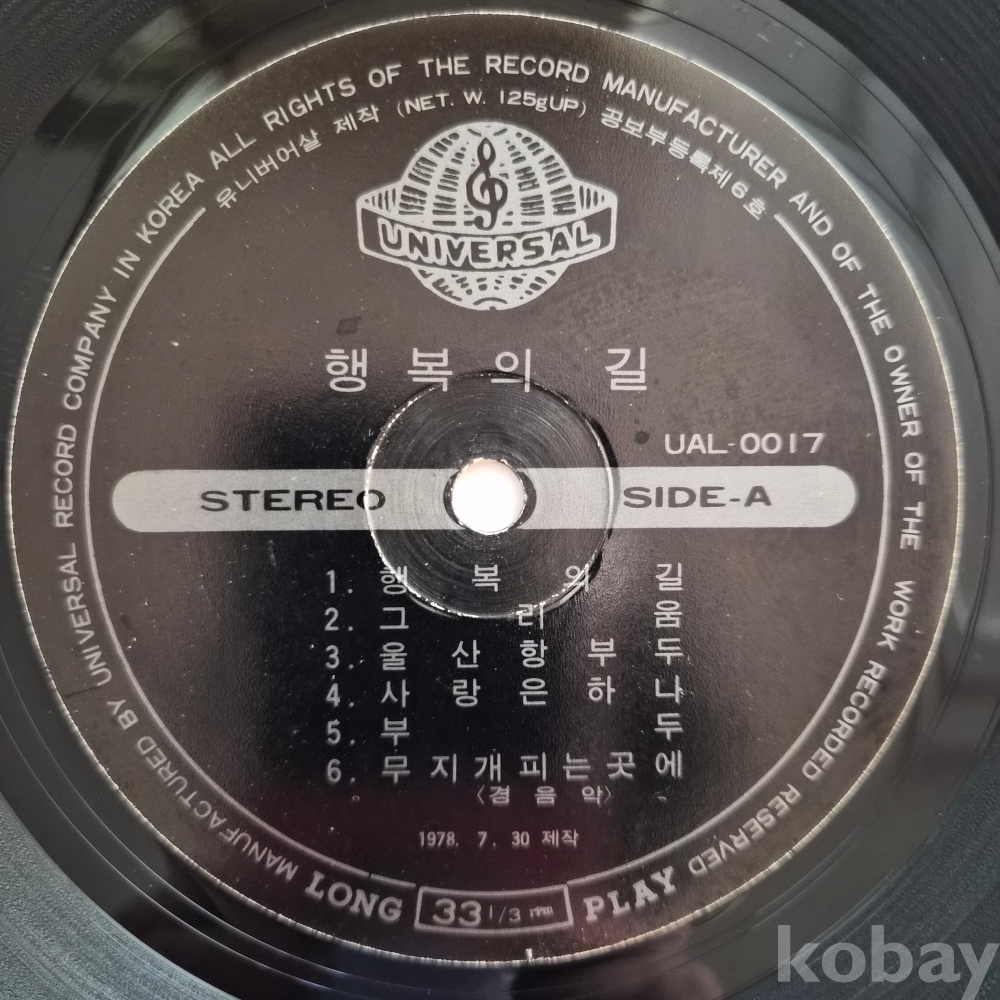 MANUFACTURED BY UNIVERSAL RECORD COMPANY IN KOREA ALL RIGHTS OF THE RECORD MANUFACTURER AND OF THE OWNER OF THE WORK RECORDED RESERVED
유니버어살 제작 (NET. W. 125gUP) 공보부등록제6호
UNIVERSAL
행복의 길
UAL-0017
STEREO SIDE-A
1. 행복의길
2. 그리움
3. 울산항부두
4. 사랑은하나
5. 부두
6. 무지개피는곳에
〈경음악〉
1978. 7. 30 제작
LONG 33 1/3 rpm PLAY
kobay